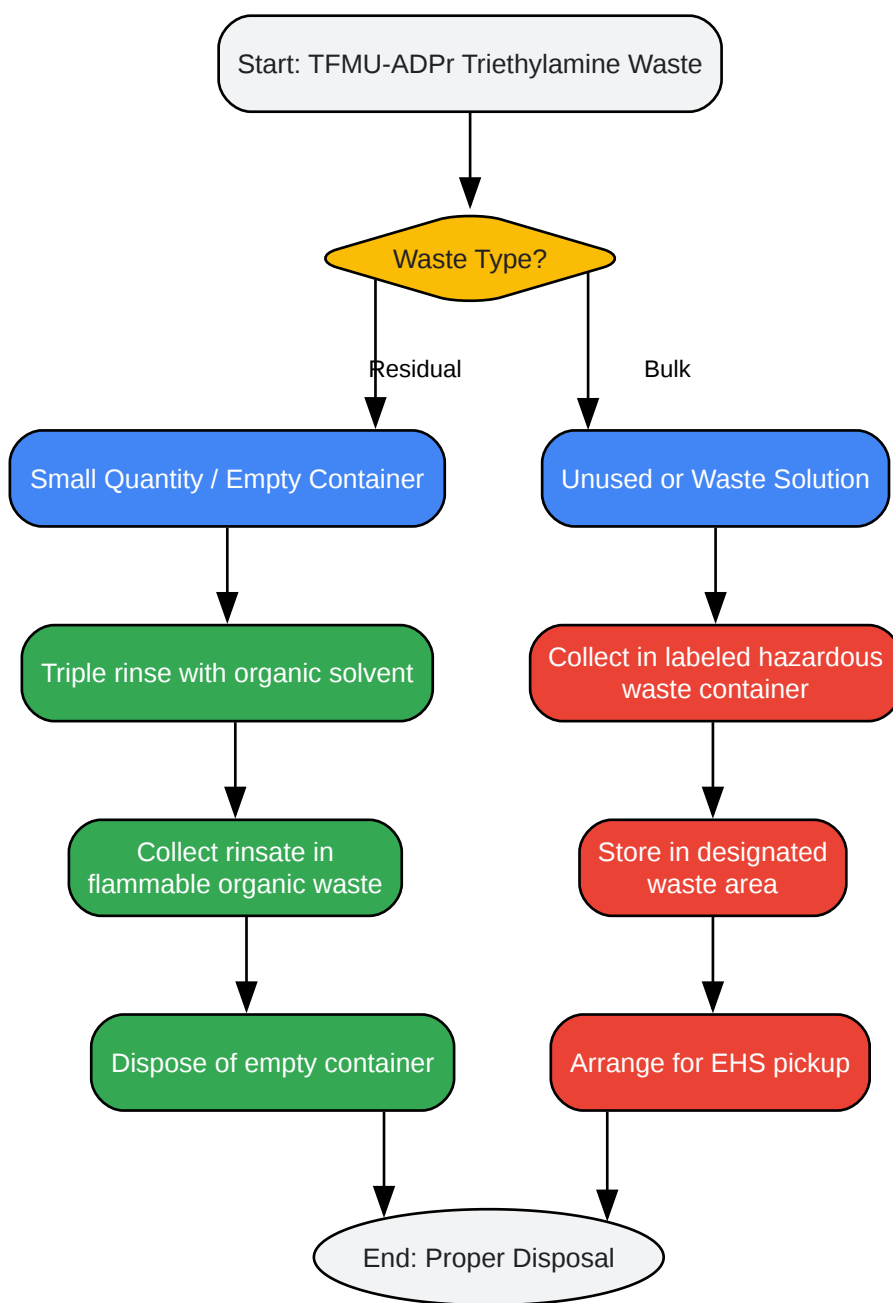 Start: TFMU-ADPr Triethylamine Waste
Waste Type?
Residual
Bulk
Small Quantity / Empty Container
Unused or Waste Solution
Triple rinse with organic solvent
Collect in labeled hazardous
waste container
Collect rinsate in
flammable organic waste
Store in designated
waste area
Dispose of empty container
Arrange for EHS pickup
End: Proper Disposal